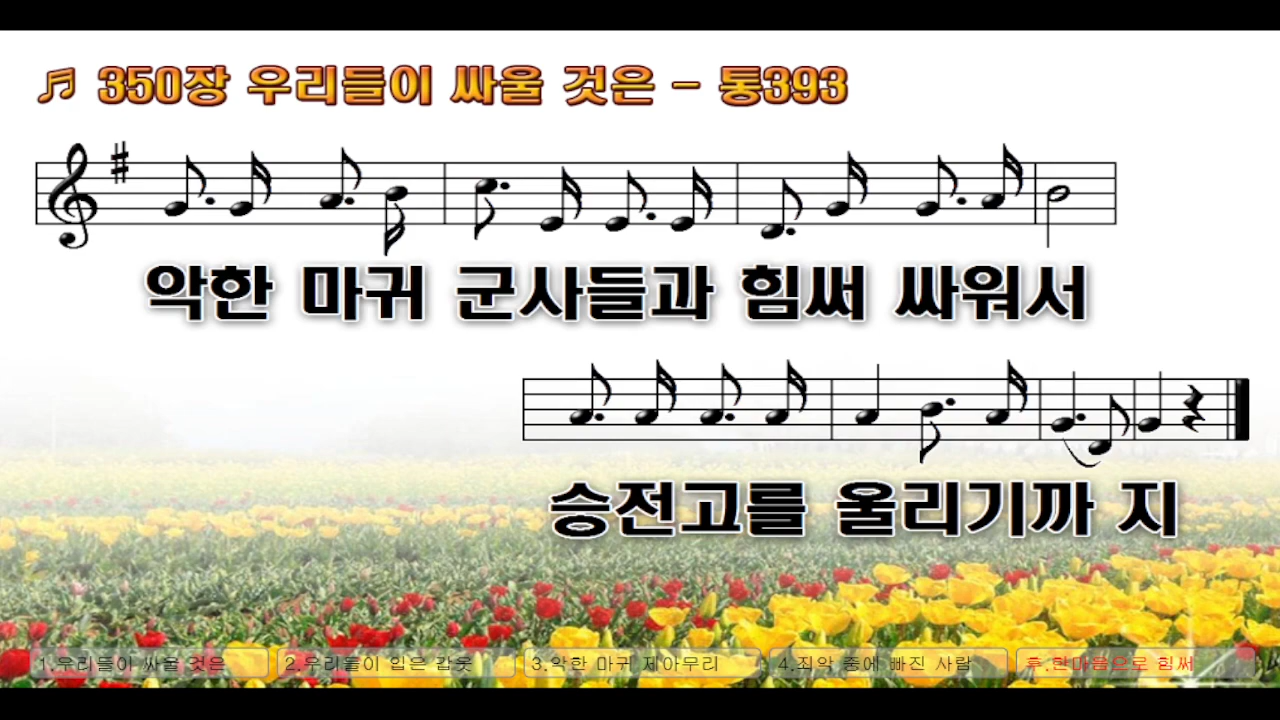 350장 우리들이 싸울 것은 - 통393
악한 마귀 군사들과 힘써 싸워서
승전고를 울리기까 지
1.우리들이 싸울 것은 2.우리들이 입은 갑옷 3.악한 마귀 제아무리 4.죄악 중에 빠진 사람 후.한마음으로 힘써